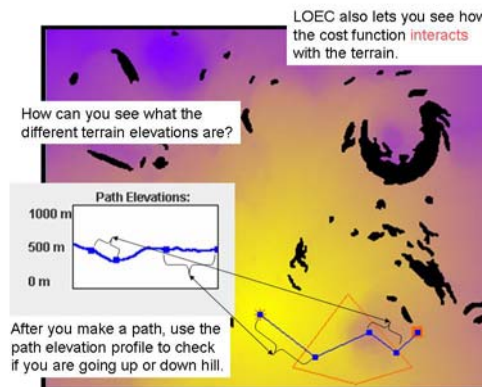 LOEC also lets you see how
the cost function interacts
with the terrain.
How can you see what the
different terrain elevations are?
Path Elevations:
1000 m
500 m
0 m
After you make a path, use the
path elevation profile to check
if you are going up or down hill.